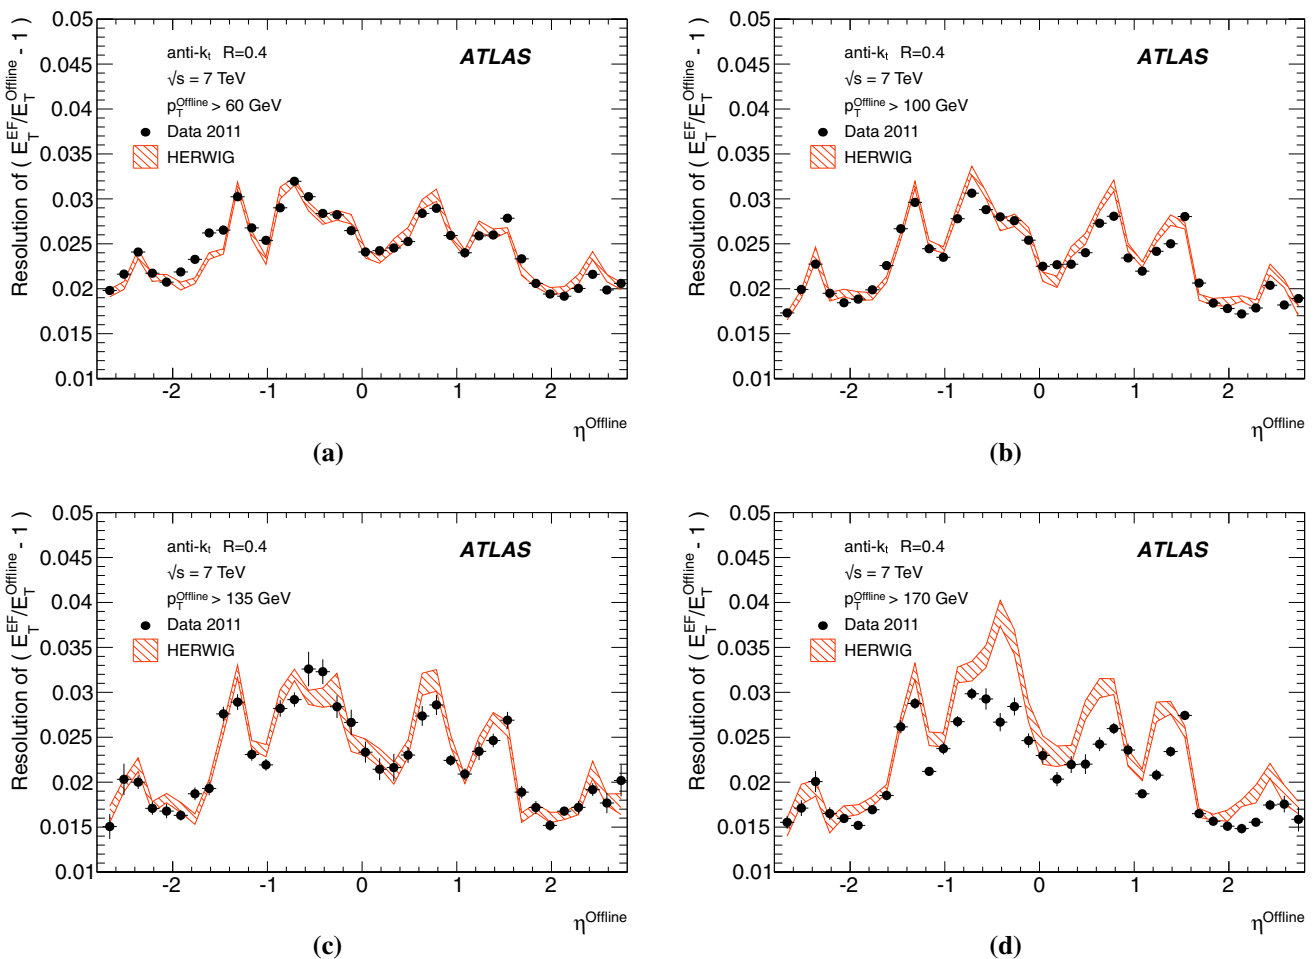 0.05
0.045
0.04
0.035
0.03
0.025
0.02
0.015
0.01
Resolution of ( E_T^EF/E_T^Offline - 1 )
anti-k_t R=0.4
√s = 7 TeV
p_T^Offline > 60 GeV
Data 2011
HERWIG
ATLAS
-2 -1 0 1 2
η^Offline
(a)
0.05
0.045
0.04
0.035
0.03
0.025
0.02
0.015
0.01
Resolution of ( E_T^EF/E_T^Offline - 1 )
anti-k_t R=0.4
√s = 7 TeV
p_T^Offline > 100 GeV
Data 2011
HERWIG
ATLAS
-2 -1 0 1 2
η^Offline
(b)
0.05
0.045
0.04
0.035
0.03
0.025
0.02
0.015
0.01
Resolution of ( E_T^EF/E_T^Offline - 1 )
anti-k_t R=0.4
√s = 7 TeV
p_T^Offline > 135 GeV
Data 2011
HERWIG
ATLAS
-2 -1 0 1 2
η^Offline
(c)
0.05
0.045
0.04
0.035
0.03
0.025
0.02
0.015
0.01
Resolution of ( E_T^EF/E_T^Offline - 1 )
anti-k_t R=0.4
√s = 7 TeV
p_T^Offline > 170 GeV
Data 2011
HERWIG
ATLAS
-2 -1 0 1 2
η^Offline
(d)